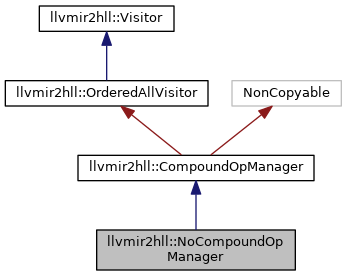 llvmir2hll::Visitor
llvmir2hll::OrderedAllVisitor
NonCopyable
llvmir2hll::CompoundOpManager
llvmir2hll::NoCompoundOp
Manager